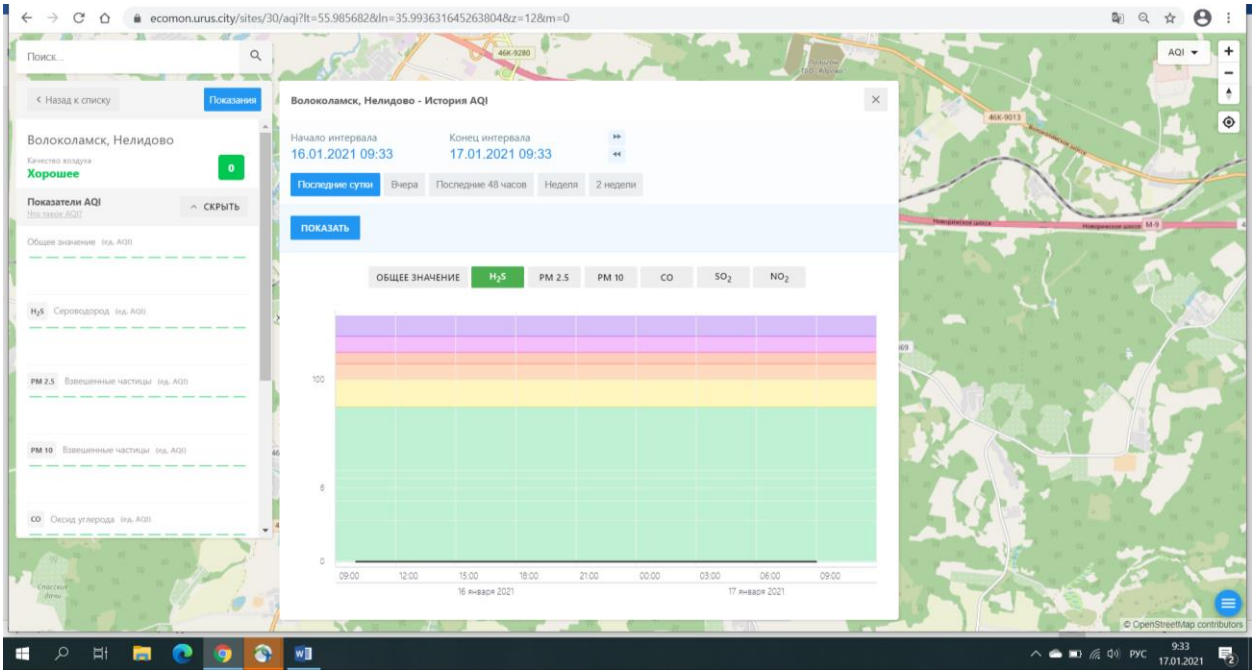 ecomon.urus.city/sites/30/aqi?lt=55.985682&ln=35.993631645263804&z=12&m=0
Поиск...
46К-9280
AQI
< Назад к списку
Показания
Волоколамск, Нелидово - История AQI
46К-9013
Волоколамск, Нелидово
Качество воздуха
Хорошее
0
Начало интервала
Конец интервала
16.01.2021 09:33
17.01.2021 09:33
Последние сутки
Вчера
Последние 48 часов
Неделя
2 недели
Показатели AQI
Что такое AQI?
СКРЫТЬ
ПОКАЗАТЬ
Новорижское шоссе
Новорижское шоссе
М-9
Общее значение (ед. AQI)
ОБЩЕЕ ЗНАЧЕНИЕ
H2S
PM 2.5
PM 10
CO
SO2
NO2
H2S Сероводород (ед. AQI)
PM 2.5 Взвешенные частицы (ед. AQI)
PM 10 Взвешенные частицы (ед. AQI)
CO Оксид углерода (ед. AQI)
100
6
0
09:00
12:00
15:00
18:00
21:00
00:00
03:00
06:00
09:00
16 января 2021
17 января 2021
Спасские
дачи
© OpenStreetMap contributors
РУС
9:33
17.01.2021
2